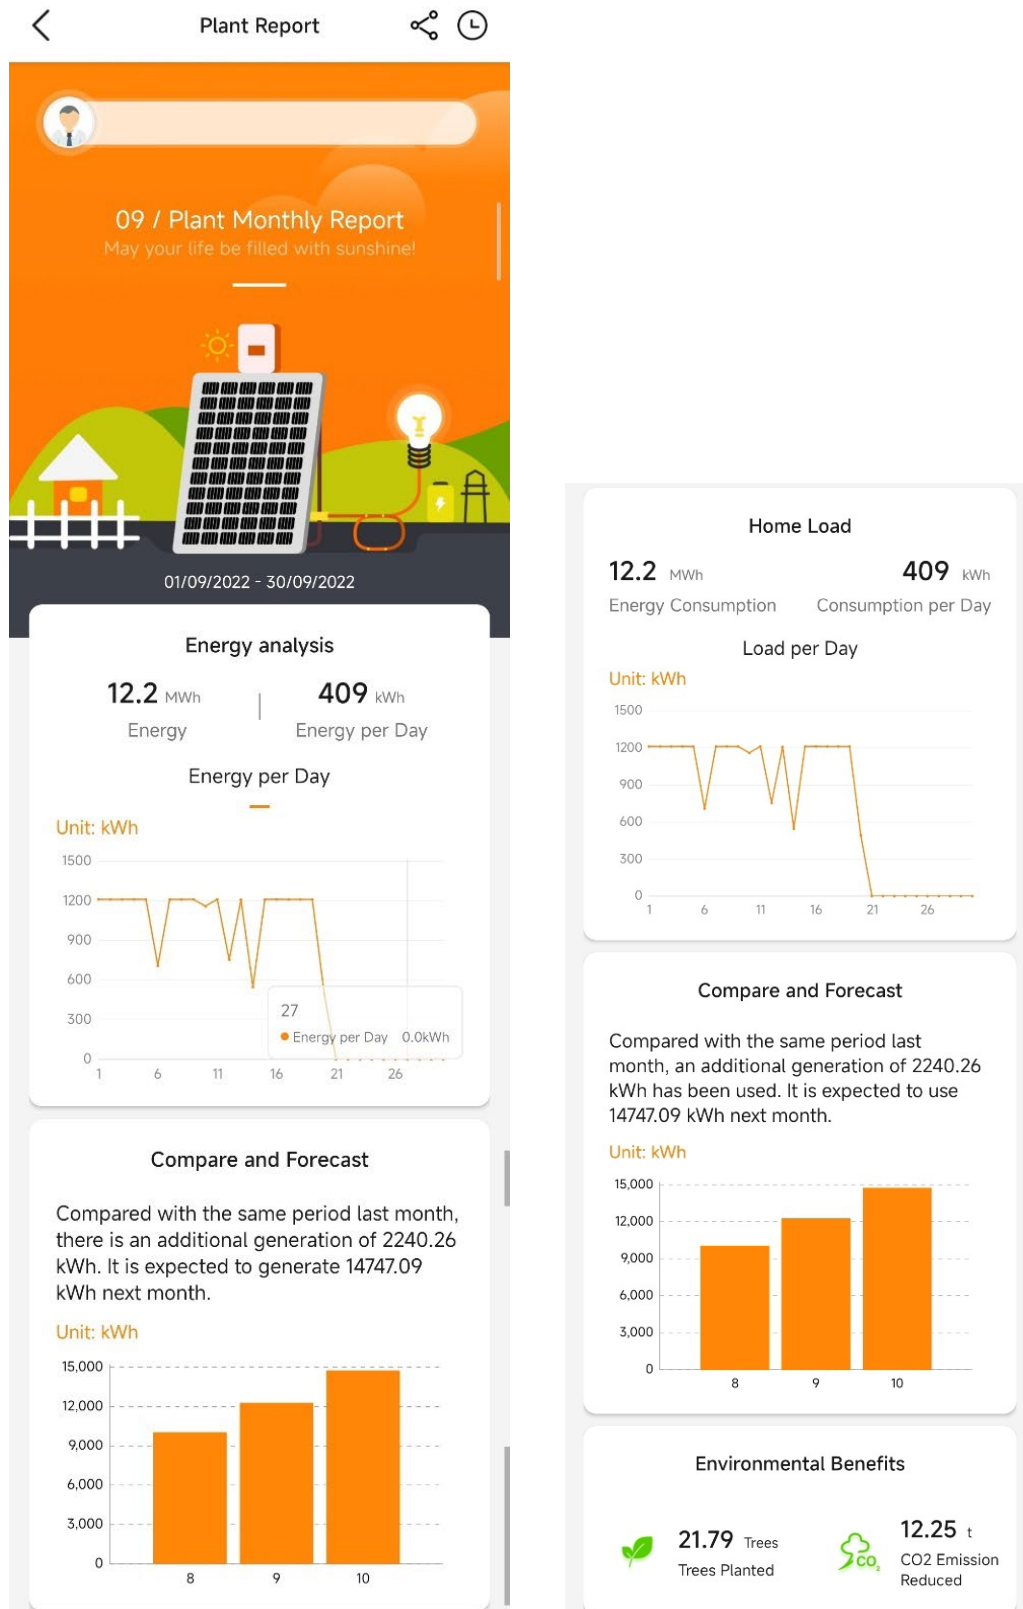 Plant Report
09 / Plant Monthly Report
May your life be filled with sunshine!
01/09/2022 - 30/09/2022
Energy analysis
12.2 MWh
Energy
409 kWh
Energy per Day
Energy per Day
Unit: kWh
1500
1200
900
600
300
0
1 6 11 16 21 26
27
Energy per Day 0.0kWh
Compare and Forecast
Compared with the same period last month,
there is an additional generation of 2240.26
kWh. It is expected to generate 14747.09
kWh next month.
Unit: kWh
15,000
12,000
9,000
6,000
3,000
0
8 9 10
Home Load
12.2 MWh
Energy Consumption
409 kWh
Consumption per Day
Load per Day
Unit: kWh
1500
1200
900
600
300
0
1 6 11 16 21 26
Compare and Forecast
Compared with the same period last
month, an additional generation of 2240.26
kWh has been used. It is expected to use
14747.09 kWh next month.
Unit: kWh
15,000
12,000
9,000
6,000
3,000
0
8 9 10
Environmental Benefits
21.79 Trees
Trees Planted
CO2
12.25 t
CO2 Emission
Reduced